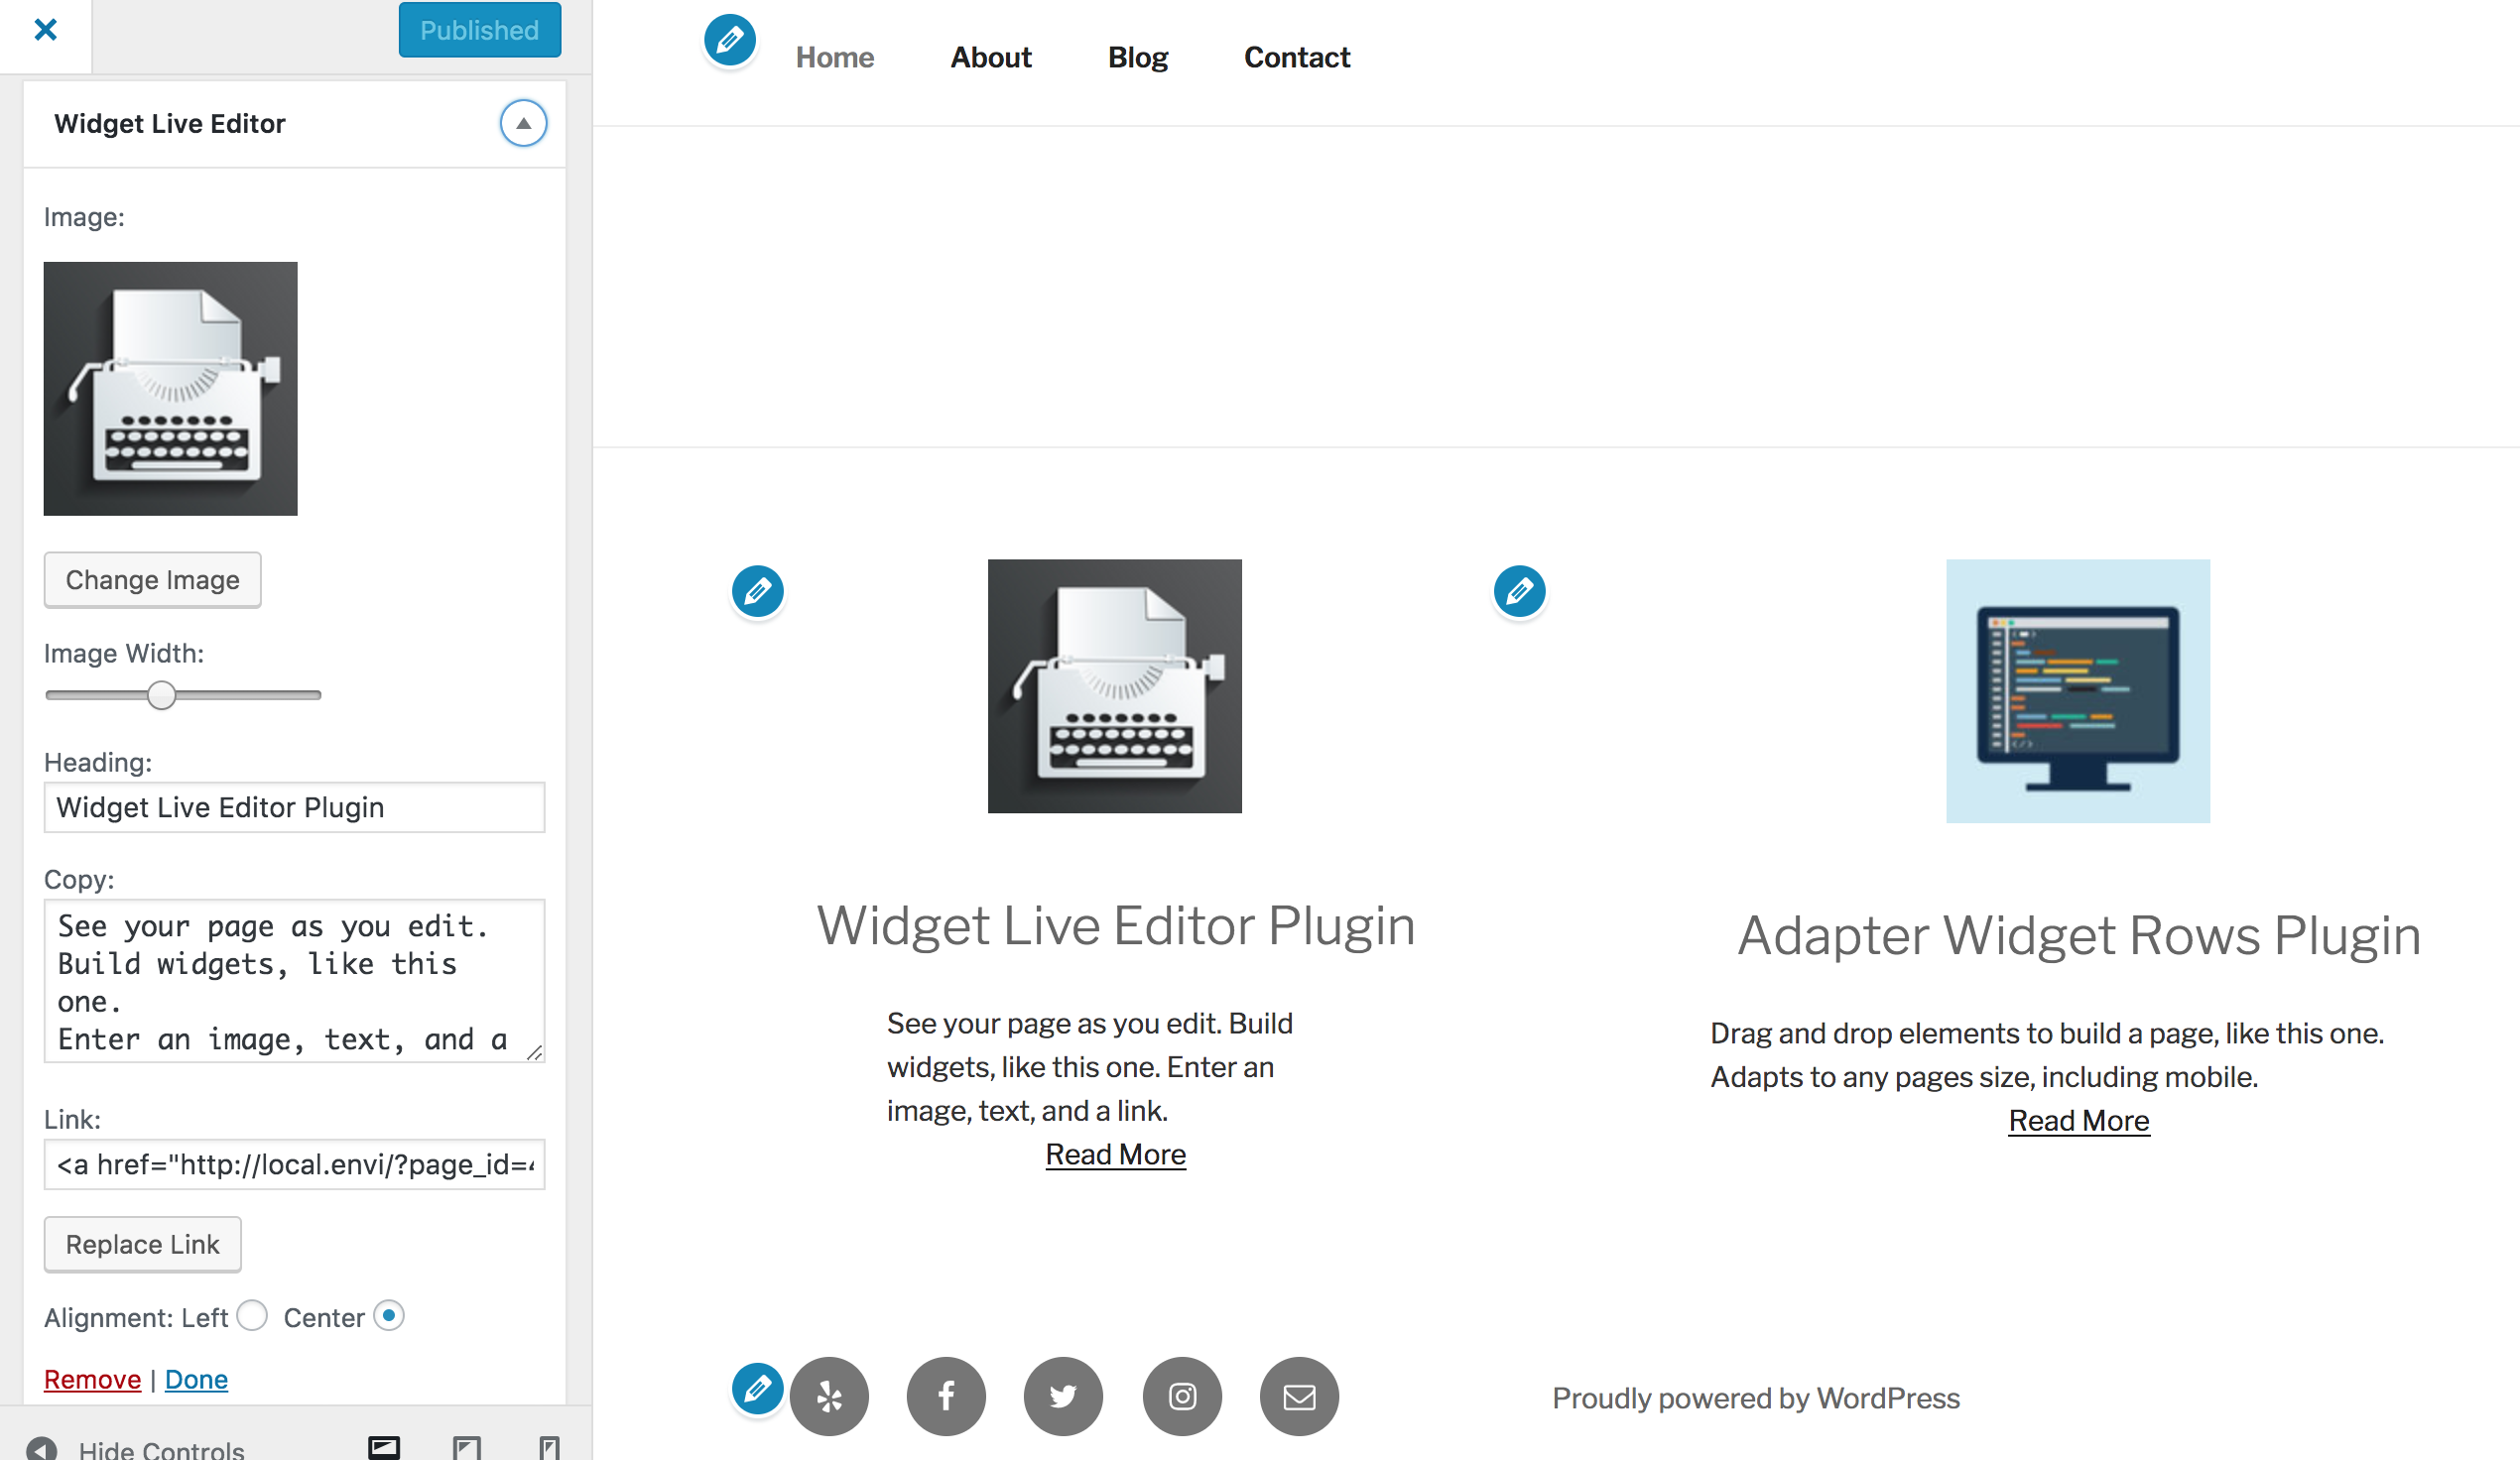 Published
Widget Live Editor
Image:
Change Image
Image Width:
Heading:
Widget Live Editor Plugin
Copy:
See your page as you edit.
Build widgets, like this
one.
Enter an image, text, and a
Link:
<a href="http://local.envi/?page_id=
Replace Link
Alignment: Left Center
Remove | Done
Hide Controls
Home About Blog Contact
Widget Live Editor Plugin
See your page as you edit. Build
widgets, like this one. Enter an
image, text, and a link.
Read More
Adapter Widget Rows Plugin
Drag and drop elements to build a page, like this one.
Adapts to any pages size, including mobile.
Read More
Proudly powered by WordPress